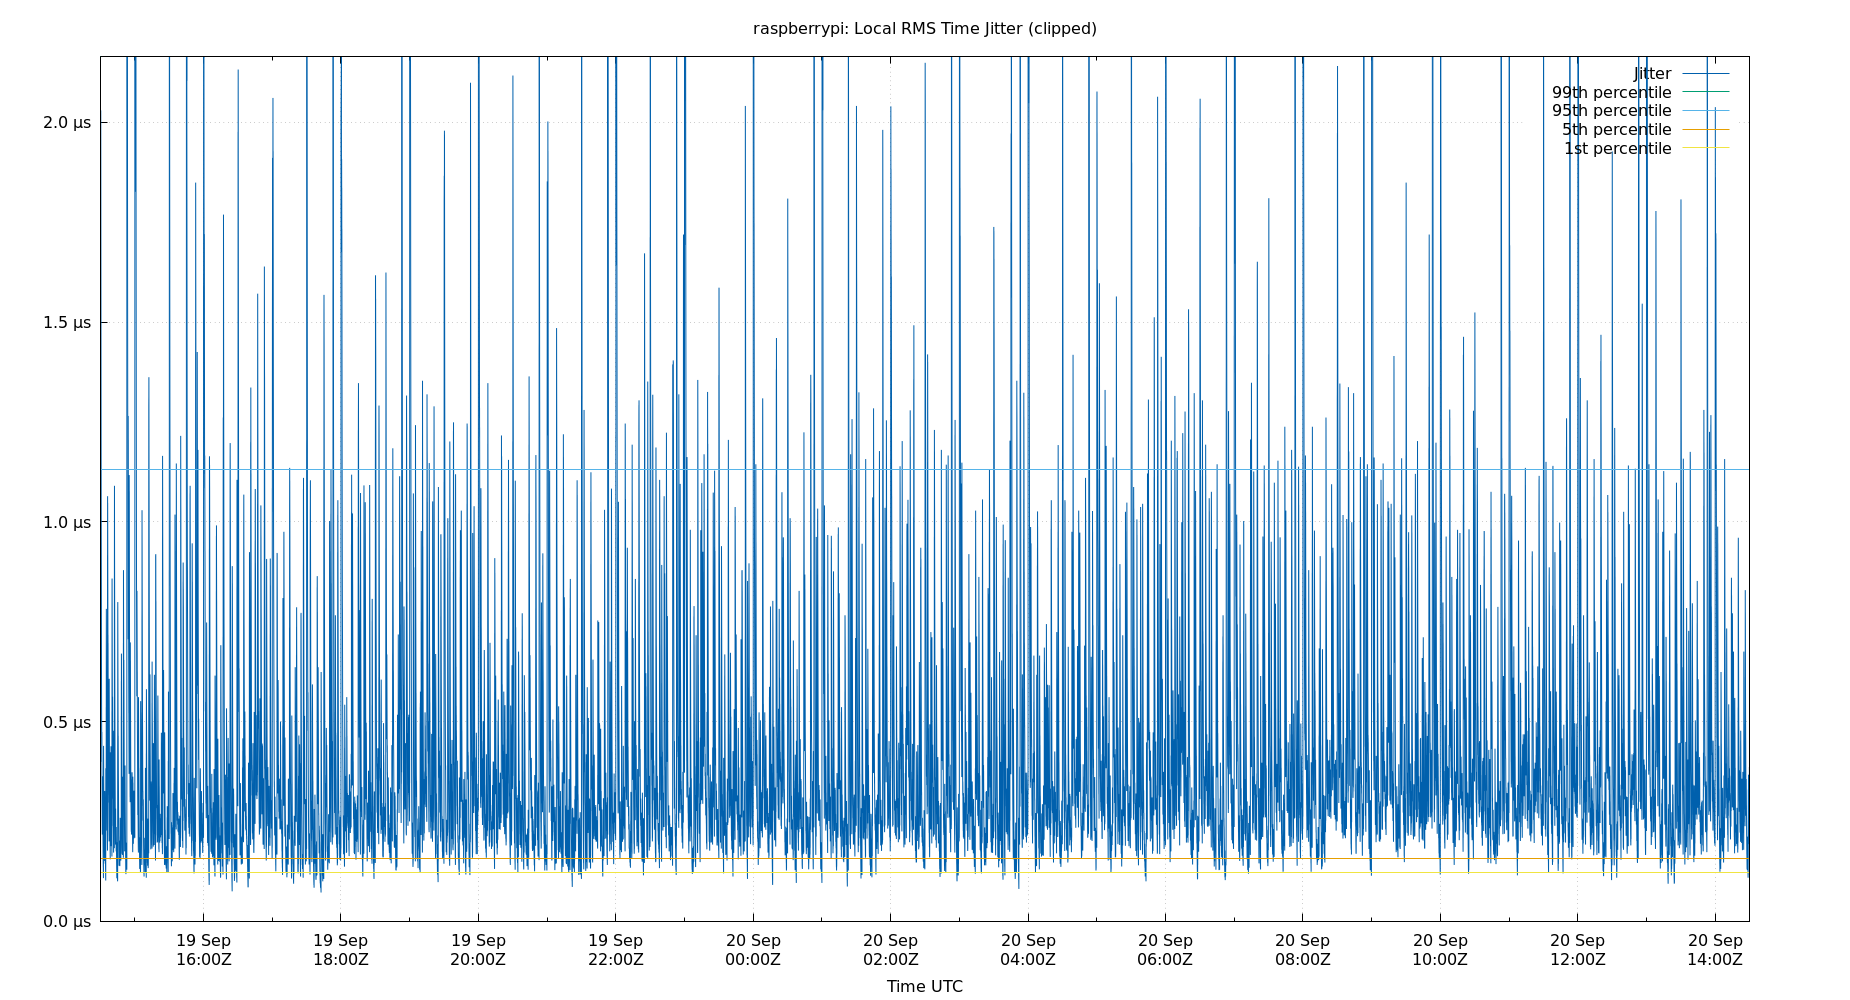 raspberrypi: Local RMS Time Jitter (clipped)
Jitter
99th percentile
95th percentile
5th percentile
1st percentile
2.0 µs
1.5 µs
1.0 µs
0.5 µs
0.0 µs
19 Sep 19 Sep 19 Sep 19 Sep 20 Sep 20 Sep 20 Sep 20 Sep 20 Sep 20 Sep 20 Sep 20 Sep
16:00Z 18:00Z 20:00Z 22:00Z 00:00Z 02:00Z 04:00Z 06:00Z 08:00Z 10:00Z 12:00Z 14:00Z
Time UTC